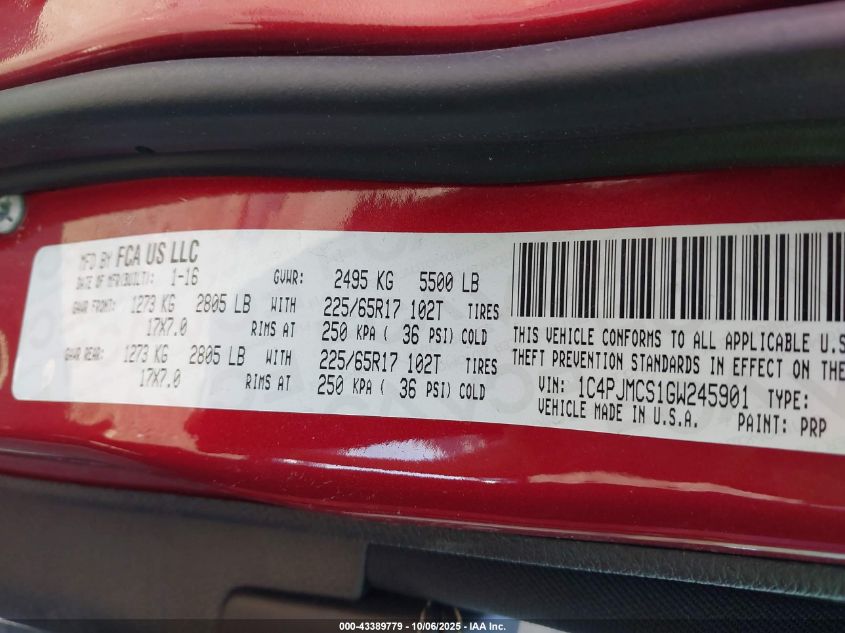 MFD BY FCA US LLC
DATE OF MFR(BUILT): 1-16 GVWR: 2495 KG 5500 LB
GAWR FRONT: 1273 KG 2805 LB WITH 225/65R17 102T TIRES
17X7.0 RIMS AT 250 KPA ( 36 PSI) COLD
GAWR REAR: 1273 KG 2805 LB WITH 225/65R17 102T TIRES
17X7.0 RIMS AT 250 KPA ( 36 PSI) COLD
THIS VEHICLE CONFORMS TO ALL APPLICABLE U.S
THEFT PREVENTION STANDARDS IN EFFECT ON THE
VIN: 1C4PJMCS1GW245901 TYPE:
VEHICLE MADE IN U.S.A. PAINT: PRP
000-43389779 - 10/06/2025 - IAA, Inc.